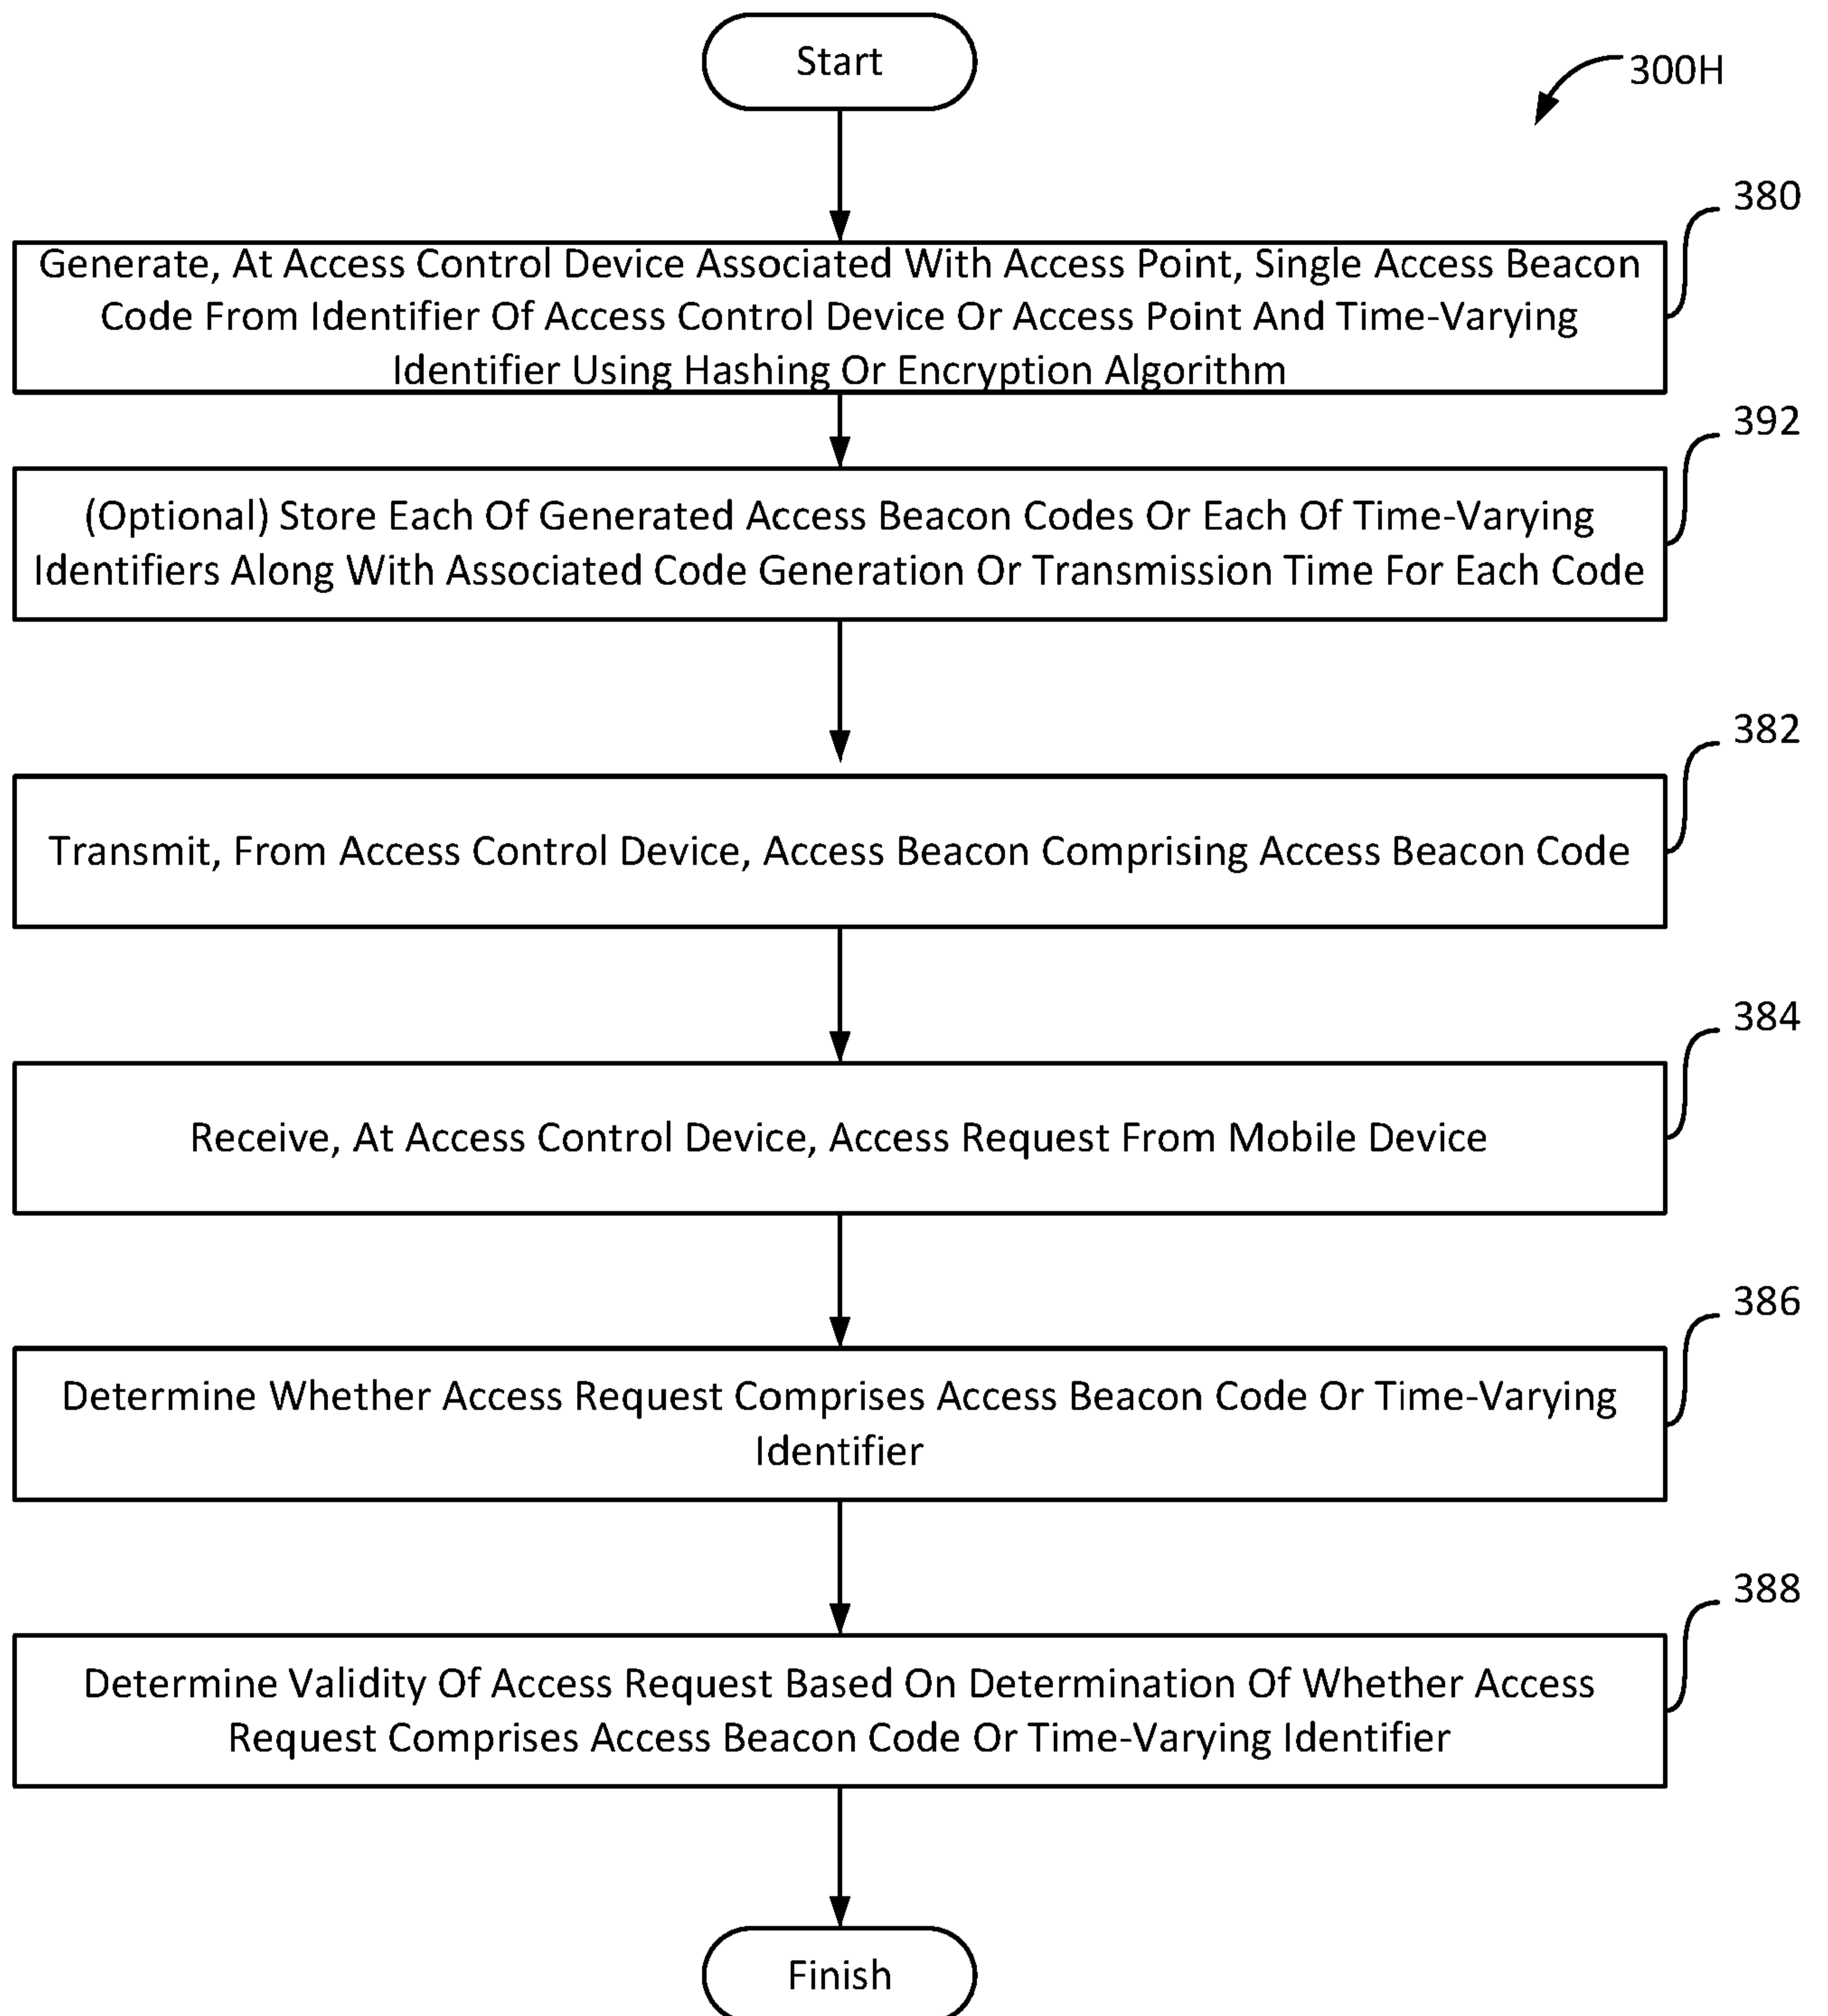 Start
300H
380
Generate, At Access Control Device Associated With Access Point, Single Access Beacon
Code From Identifier Of Access Control Device Or Access Point And Time-Varying
Identifier Using Hashing Or Encryption Algorithm
392
(Optional) Store Each Of Generated Access Beacon Codes Or Each Of Time-Varying
Identifiers Along With Associated Code Generation Or Transmission Time For Each Code
382
Transmit, From Access Control Device, Access Beacon Comprising Access Beacon Code
384
Receive, At Access Control Device, Access Request From Mobile Device
386
Determine Whether Access Request Comprises Access Beacon Code Or Time-Varying
Identifier
388
Determine Validity Of Access Request Based On Determination Of Whether Access
Request Comprises Access Beacon Code Or Time-Varying Identifier
Finish